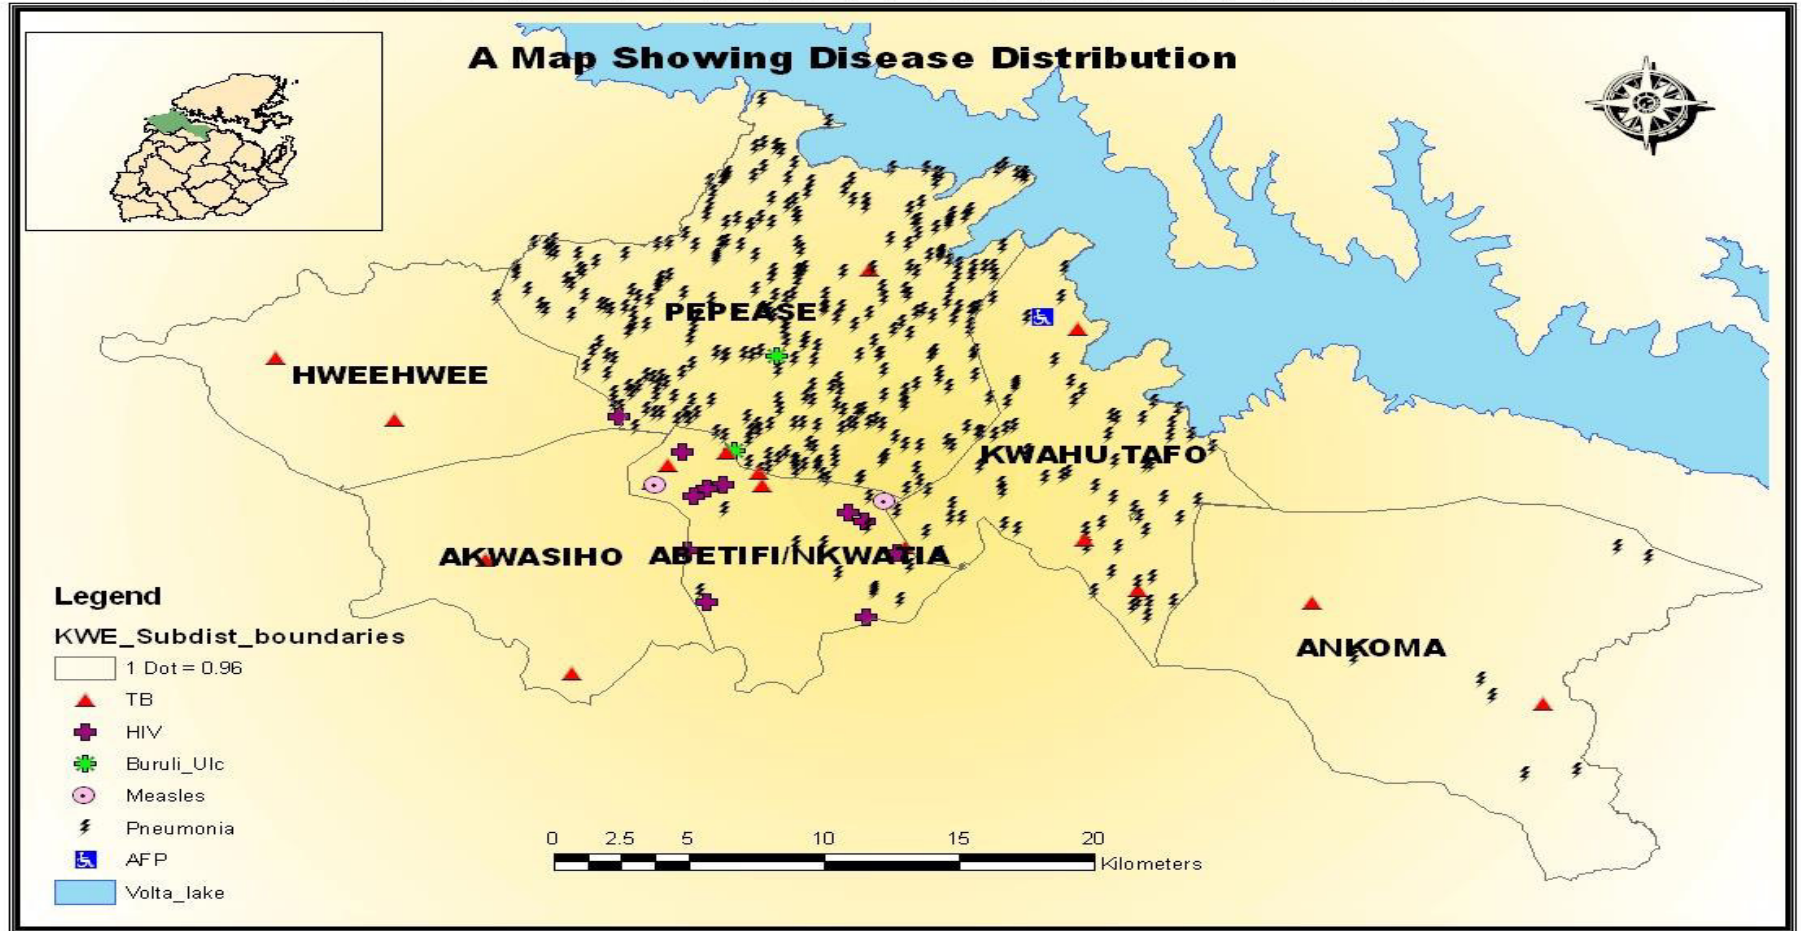 A Map Showing Disease Distribution
PEPEASE
HWEEHWEE
KWAHU TAFO
AKWASIHO
ABETIFI/NKWATIA
ANKOMA
Legend
KWE_Subdist_boundaries
1 Dot = 0.96
TB
HIV
Buruli_Ulc
Measles
Pneumonia
AFP
Volta_lake
0 2.5 5 10 15 20
Kilometers